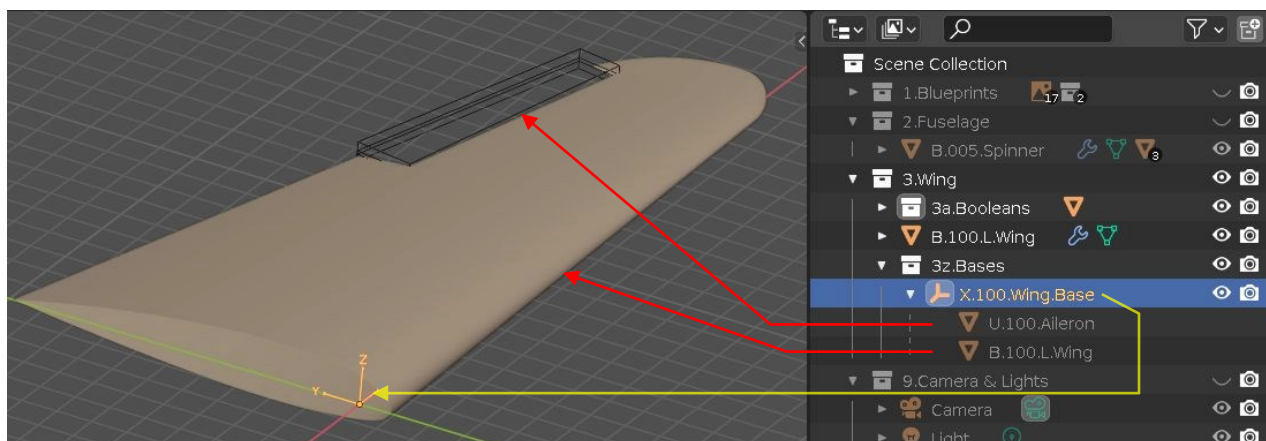 Scene Collection
1.Blueprints 17 2
2.Fuselage
B.005.Spinner 3
3.Wing
3a.Booleans
B.100.L.Wing
3z.Bases
X.100.Wing.Base
U.100.Aileron
B.100.L.Wing
9.Camera & Lights
Camera
Light
Z
Y